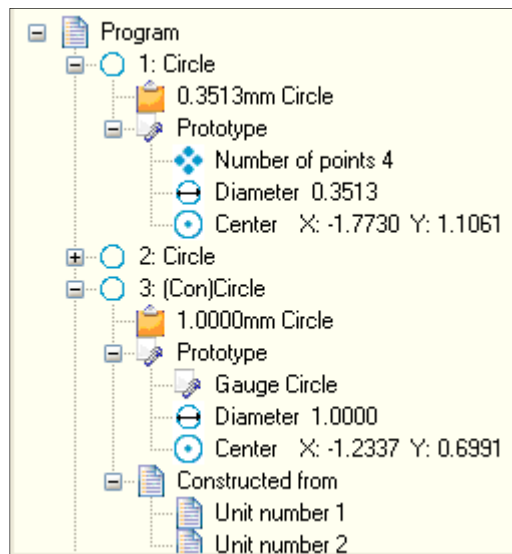 Program
1: Circle
0.3513mm Circle
Prototype
Number of points 4
Diameter 0.3513
Center X: -1.7730 Y: 1.1061
2: Circle
3: (Con)Circle
1.0000mm Circle
Prototype
Gauge Circle
Diameter 1.0000
Center X: -1.2337 Y: 0.6991
Constructed from
Unit number 1
Unit number 2